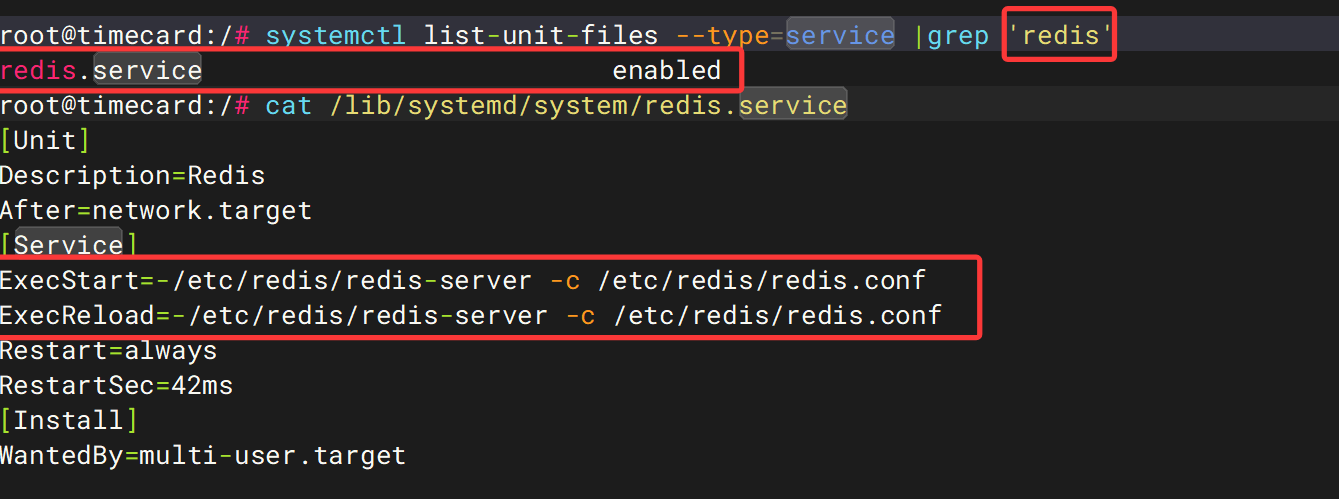 root@timecard:/# systemctl list-unit-files --type=service |grep 'redis'
redis.service                          enabled
root@timecard:/# cat /lib/systemd/system/redis.service
[Unit]
Description=Redis
After=network.target
[Service]
ExecStart=-/etc/redis/redis-server -c /etc/redis/redis.conf
ExecReload=-/etc/redis/redis-server -c /etc/redis/redis.conf
Restart=always
RestartSec=42ms
[Install]
WantedBy=multi-user.target